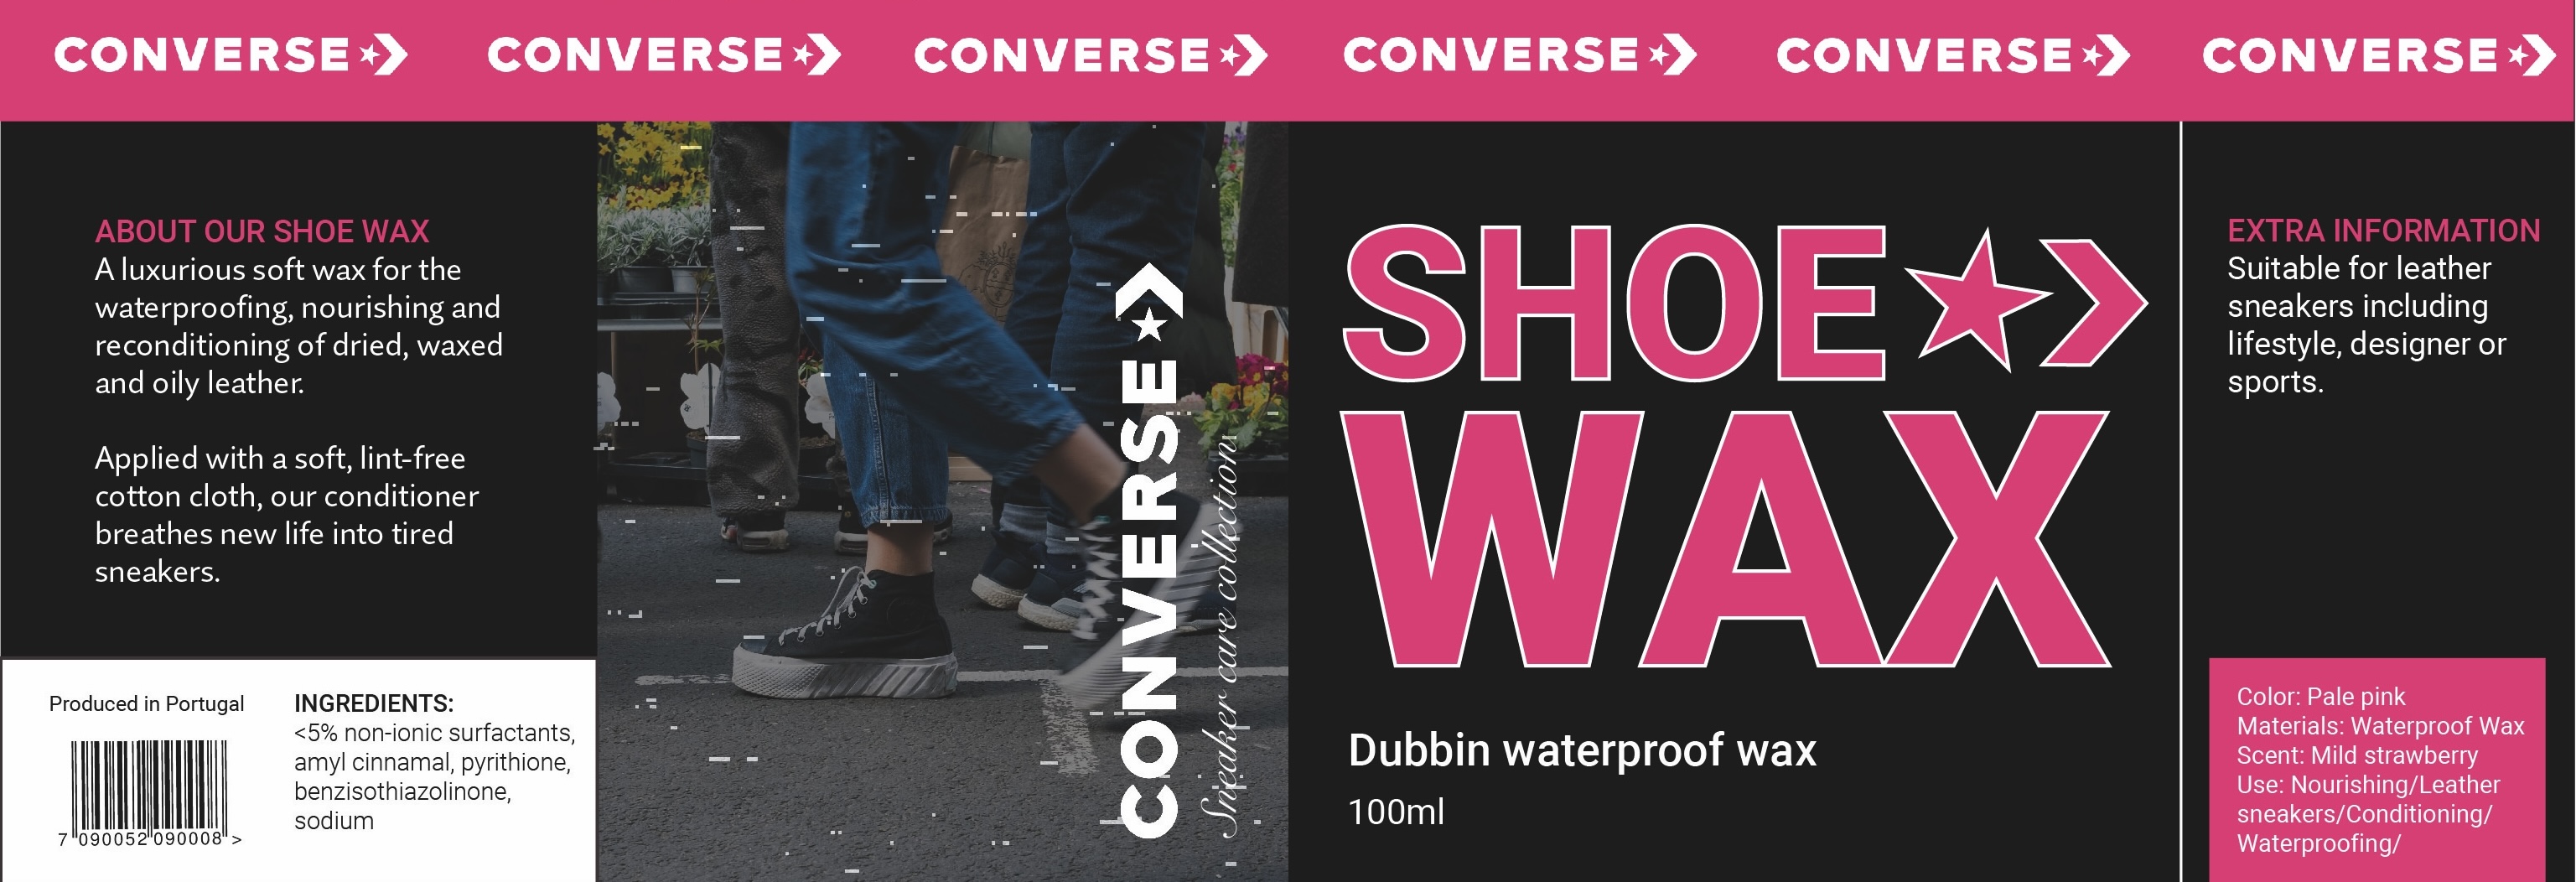 CONVERSE CONVERSE CONVERSE CONVERSE CONVERSE CONVERSE
ABOUT OUR SHOE WAX
A luxurious soft wax for the
waterproofing, nourishing and
reconditioning of dried, waxed
and oily leather.
Applied with a soft, lint-free
cotton cloth, our conditioner
breathes new life into tired
sneakers.
Produced in Portugal
7 090052 090008 >
INGREDIENTS:
<5% non-ionic surfactants,
amyl cinnamal, pyrithione,
benzisothiazolinone,
sodium
CONVERSE
Sneaker care collection
SHOE
WAX
Dubbin waterproof wax
100ml
EXTRA INFORMATION
Suitable for leather
sneakers including
lifestyle, designer or
sports.
Color: Pale pink
Materials: Waterproof Wax
Scent: Mild strawberry
Use: Nourishing/Leather
sneakers/Conditioning/
Waterproofing/